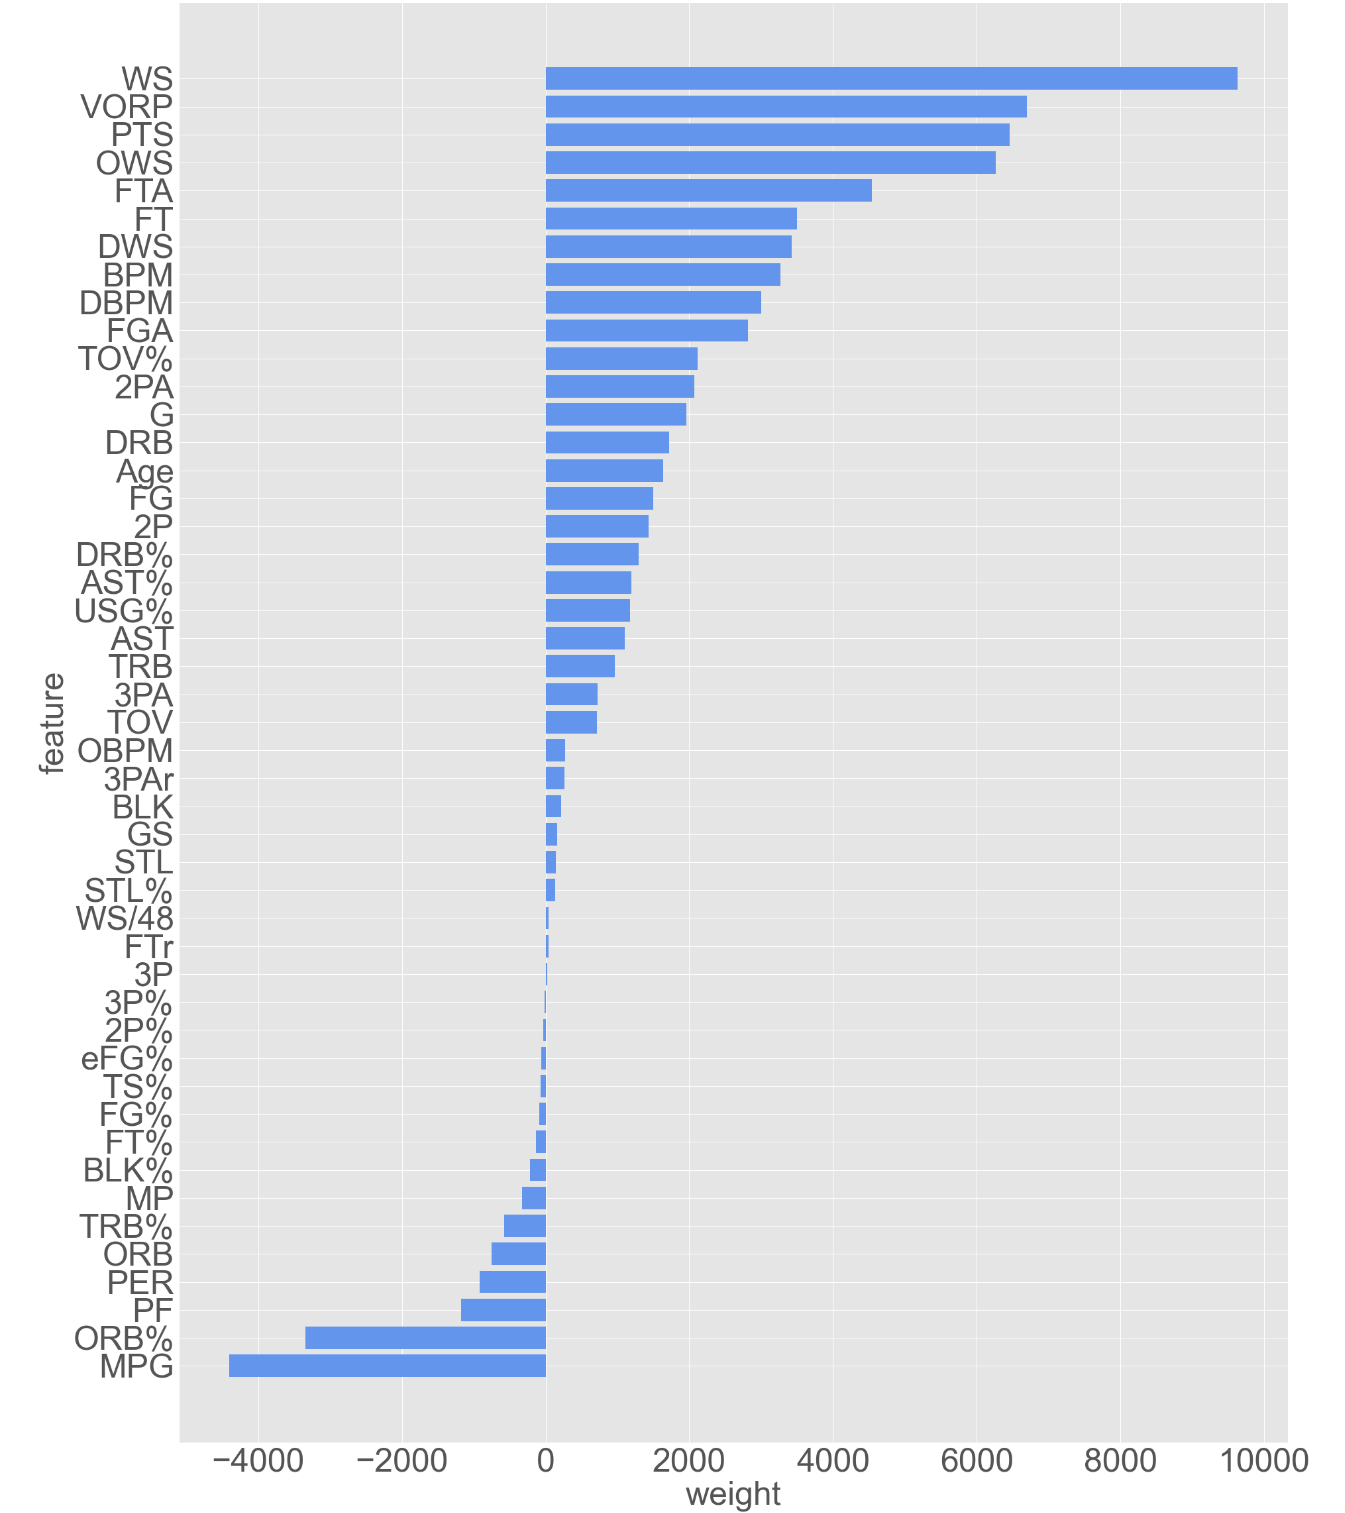 WS
VORP
PTS
OWS
FTA
FT
DWS
BPM
DBPM
FGA
TOV%
2PA
G
DRB
Age
FG
2P
DRB%
AST%
USG%
AST
TRB
3PA
TOV
OBPM
3PAr
BLK
GS
STL
STL%
WS/48
FTr
3P
3P%
2P%
eFG%
TS%
FG%
FT%
BLK%
MP
TRB%
ORB
PER
PF
ORB%
MPG
feature
−4000 −2000 0 2000 4000 6000 8000 10000
weight